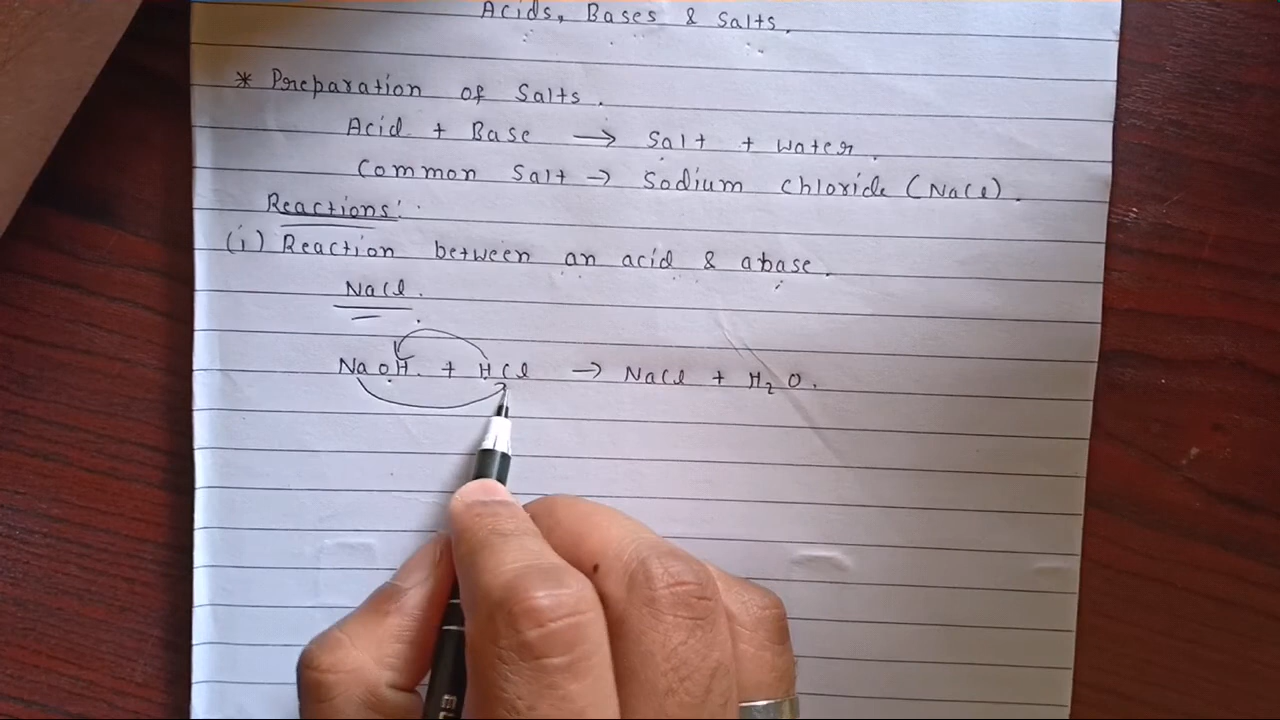 Acids, Bases & Salts.
* Preparation of Salts.
Acid + Base → Salt + Water.
Common Salt → Sodium Chloride (NaCl).
Reactions:
(i) Reaction between an acid & a base.
NaCl.
NaOH + HCl → NaCl + H₂O.